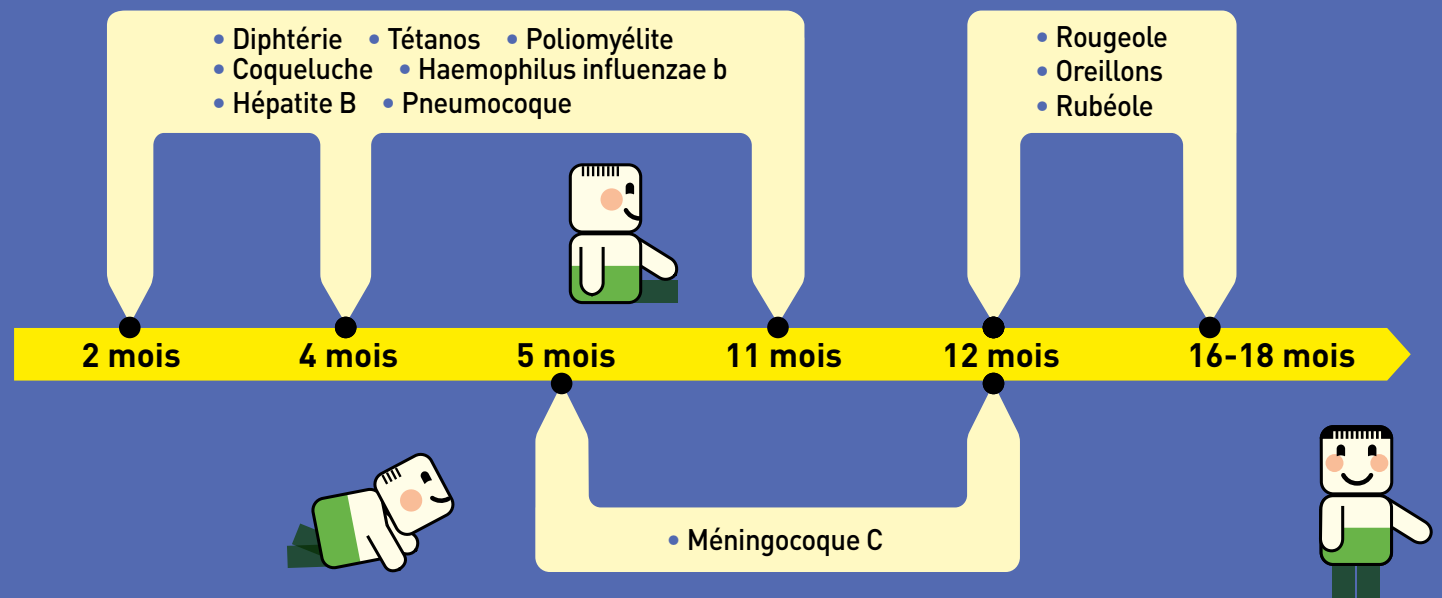 • Diphtérie • Tétanos • Poliomyélite
• Coqueluche • Haemophilus influenzae b
• Hépatite B • Pneumocoque
• Rougeole
• Oreillons
• Rubéole
2 mois 4 mois 5 mois 11 mois 12 mois 16-18 mois
• Méningocoque C